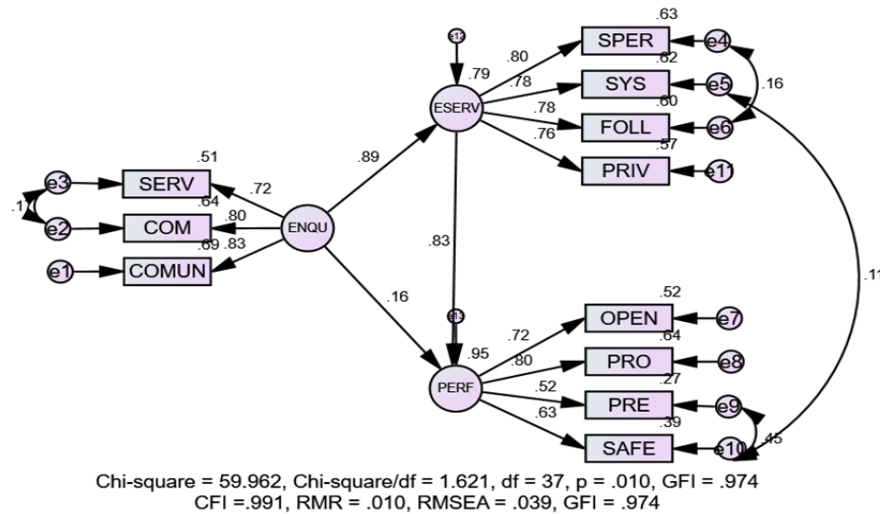 .63
e12
SPER
e4
.80
.79
.62
.78
SYS
e5
.16
ESERV
.60
.78
FOLL
e6
.76
.57
.51
.89
PRIV
e11
e3
SERV
.72
.64
.17
e2
COM
.80
ENQU
.69
.83
.83
e1
COMUN
.11
.16
.52
e13
.72
OPEN
e7
.64
.95
.80
PRO
e8
.27
PERF
.52
PRE
e9
.63
.39
SAFE
e10
.45
Chi-square = 59.962, Chi-square/df = 1.621, df = 37, p = .010, GFI = .974
CFI =.991, RMR = .010, RMSEA = .039, GFI = .974